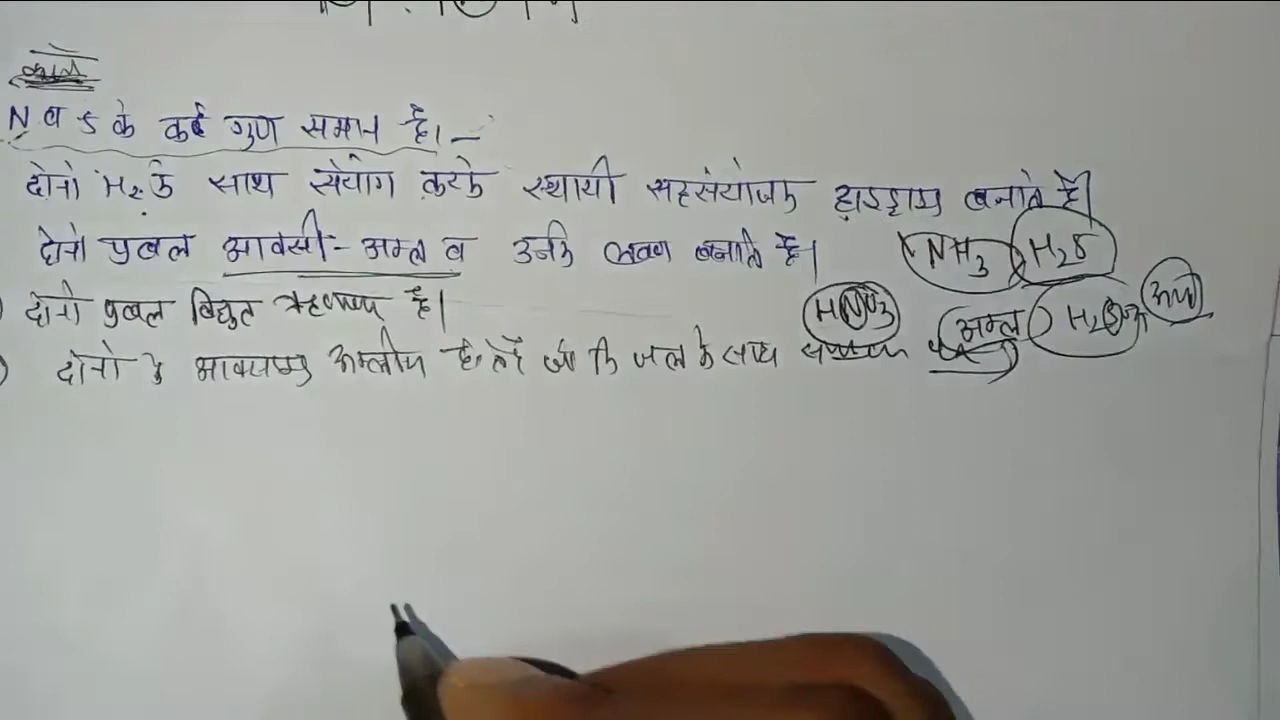 N व S के कई गुण समान है। –
दोनो H₂ के साथ संयोग करके स्थायी सहसंयोजक हाइड्राइड बनाते हैं
दोनो प्रबल आक्सी - अम्ल व उनके लवण बनाते है। NH₃ H₂S
दोनो प्रबल विद्युत ऋणात्मक है। HNO₃ अम्ल H₂SO₄
दोनो के आक्साइड अम्लीय है, जो कि जल के साथ